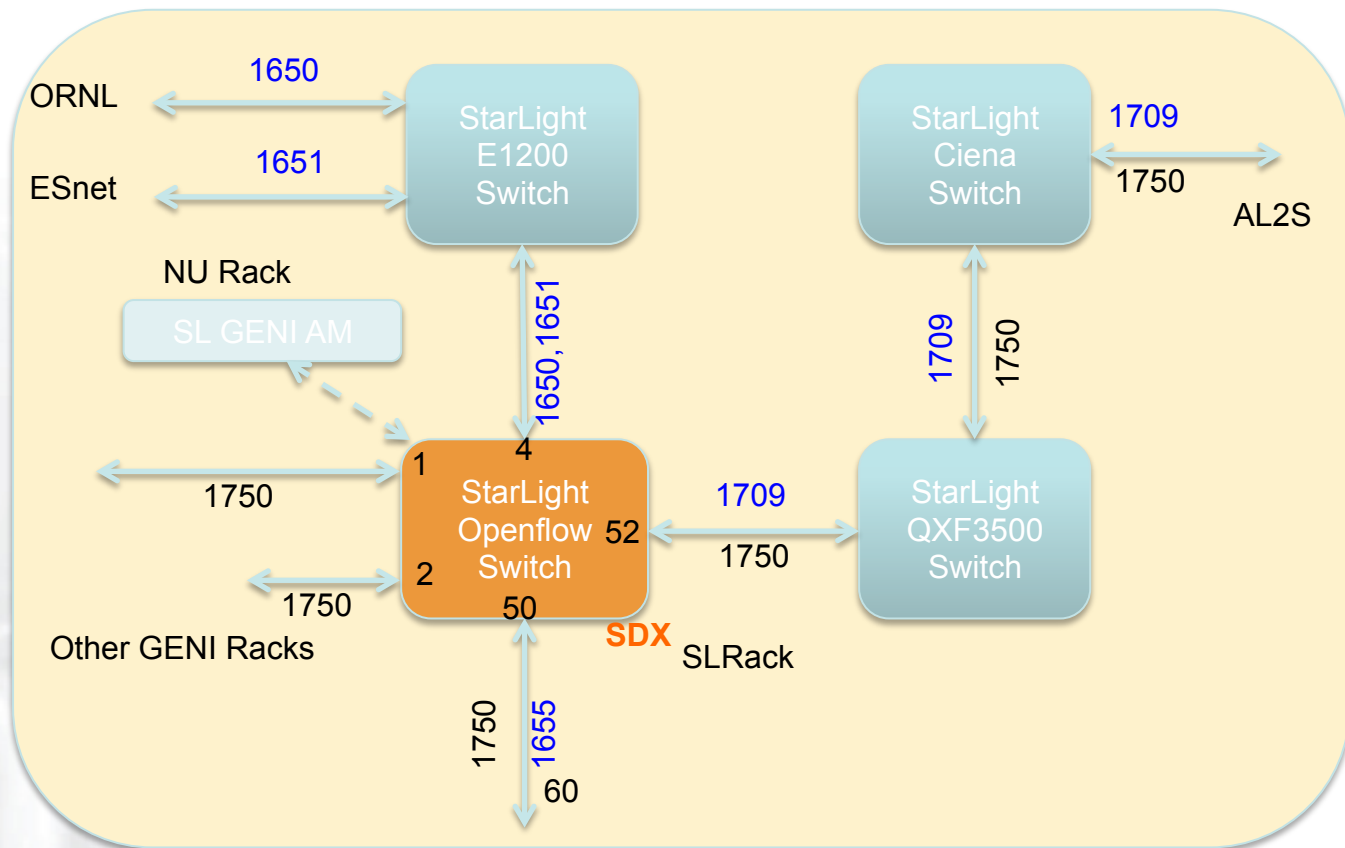 1650
ORNL
1651
ESnet
StarLight
E1200
Switch
StarLight
Ciena
Switch
1709
1750
AL2S
NU Rack
SL GENI AM
1650,1651
1709
1750
1
4
StarLight
Openflow
Switch
52
2
50
1750
1750
Other GENI Racks
1709
1750
StarLight
QXF3500
Switch
SDX
SLRack
1750
1655
60